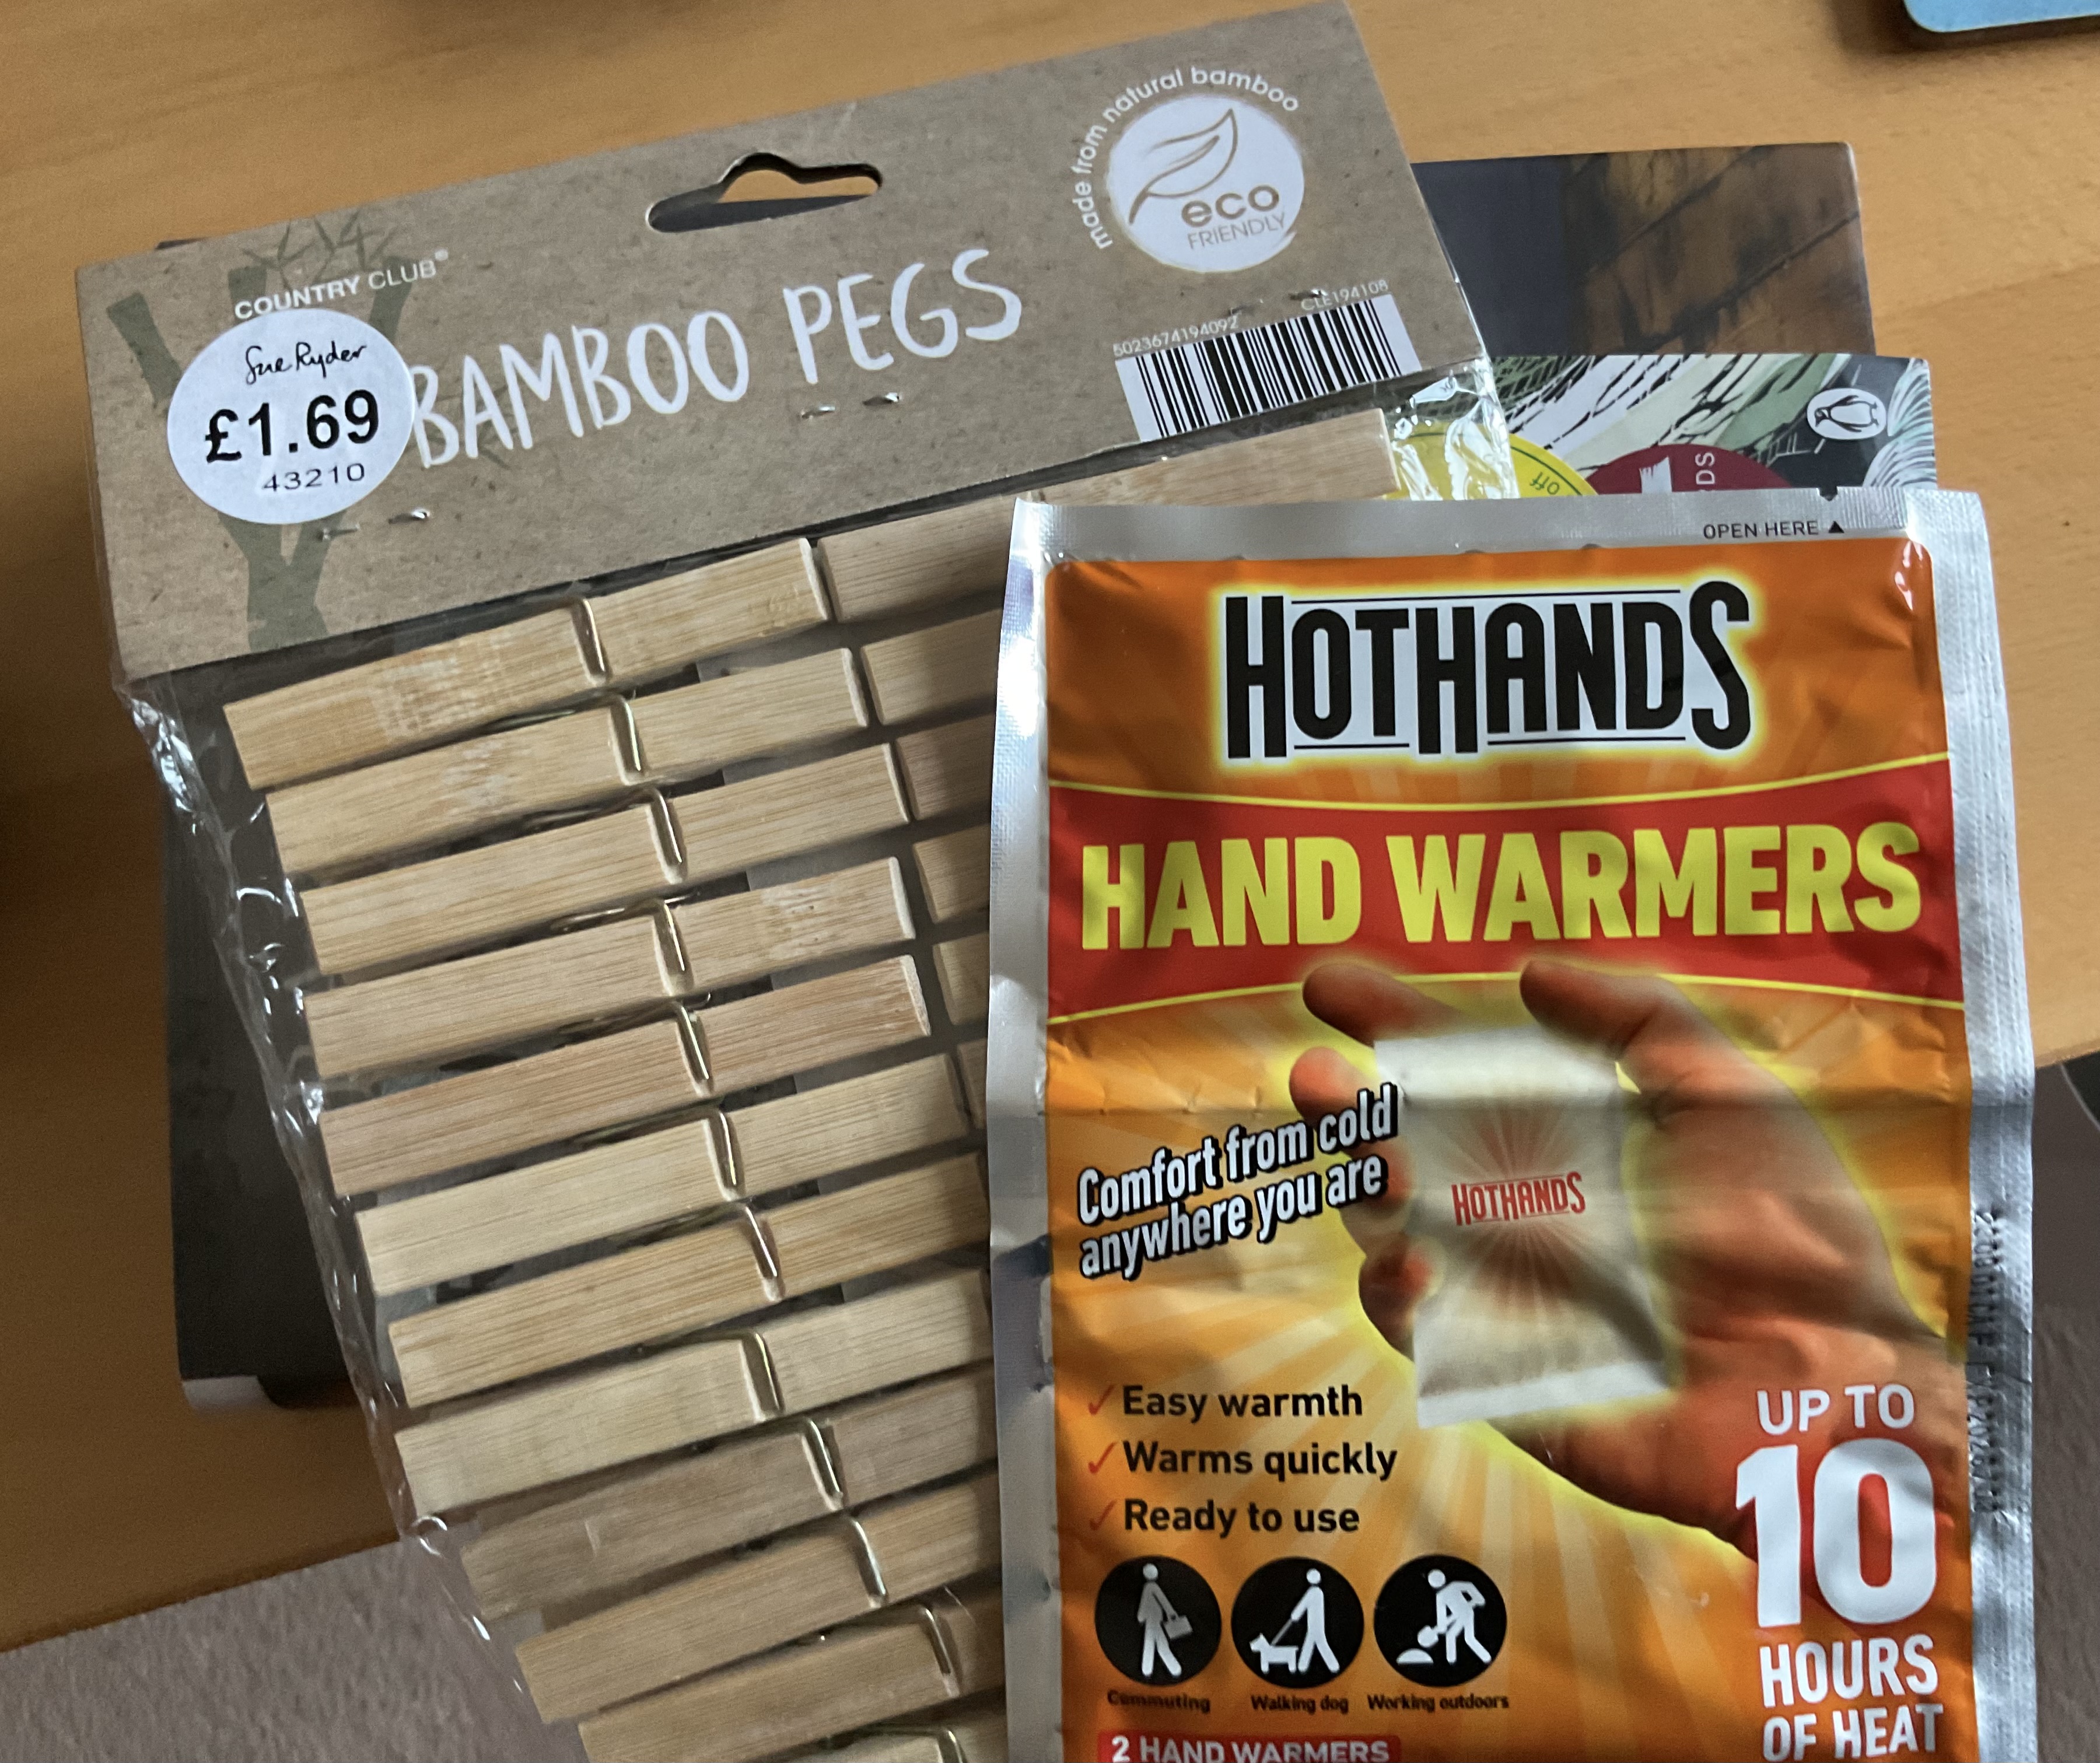 made from natural bamboo
eco
FRIENDLY
COUNTRY CLUB®
BAMBOO PEGS
Sue Ryder
£1.69
43210
CLE194108
5023674194092
off
OPEN HERE ▲
HOTHANDS
HAND WARMERS
Comfort from cold
anywhere you are
HOTHANDS
✓ Easy warmth
✓ Warms quickly
✓ Ready to use
UP TO
10
HOURS
OF HEAT
Commuting
Walking dog
Working outdoors
2 HAND WARMERS